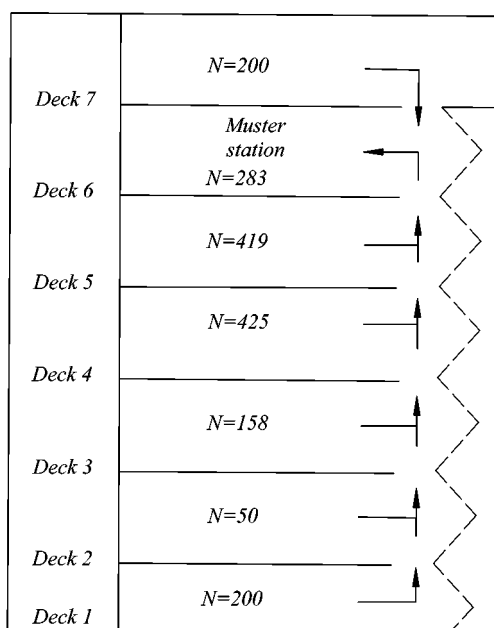 N=200
Deck 7
Muster
station
N=283
Deck 6
N=419
Deck 5
N=425
Deck 4
N=158
Deck 3
N=50
Deck 2
N=200
Deck 1